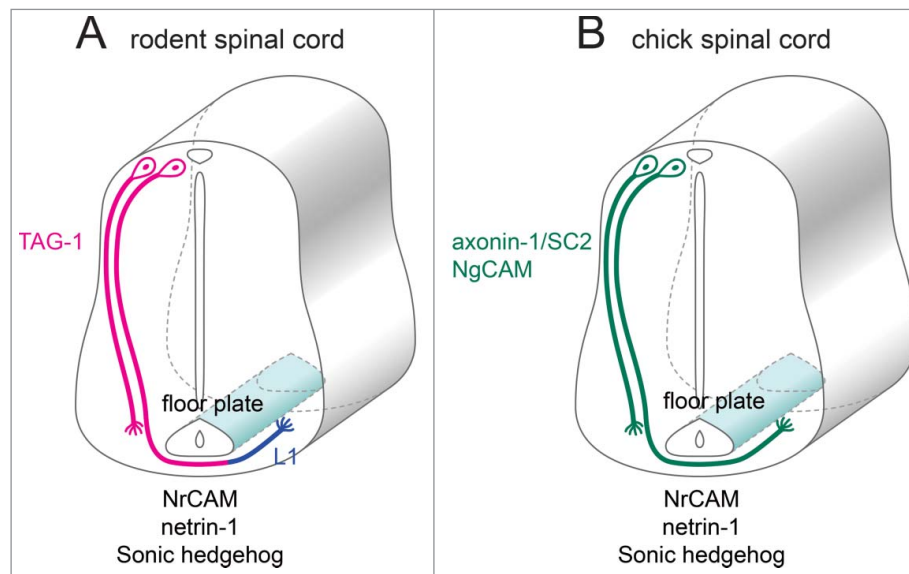 A rodent spinal cord
TAG-1
floor plate
L1
NrCAM
netrin-1
Sonic hedgehog
B chick spinal cord
axonin-1/SC2
NgCAM
floor plate
NrCAM
netrin-1
Sonic hedgehog